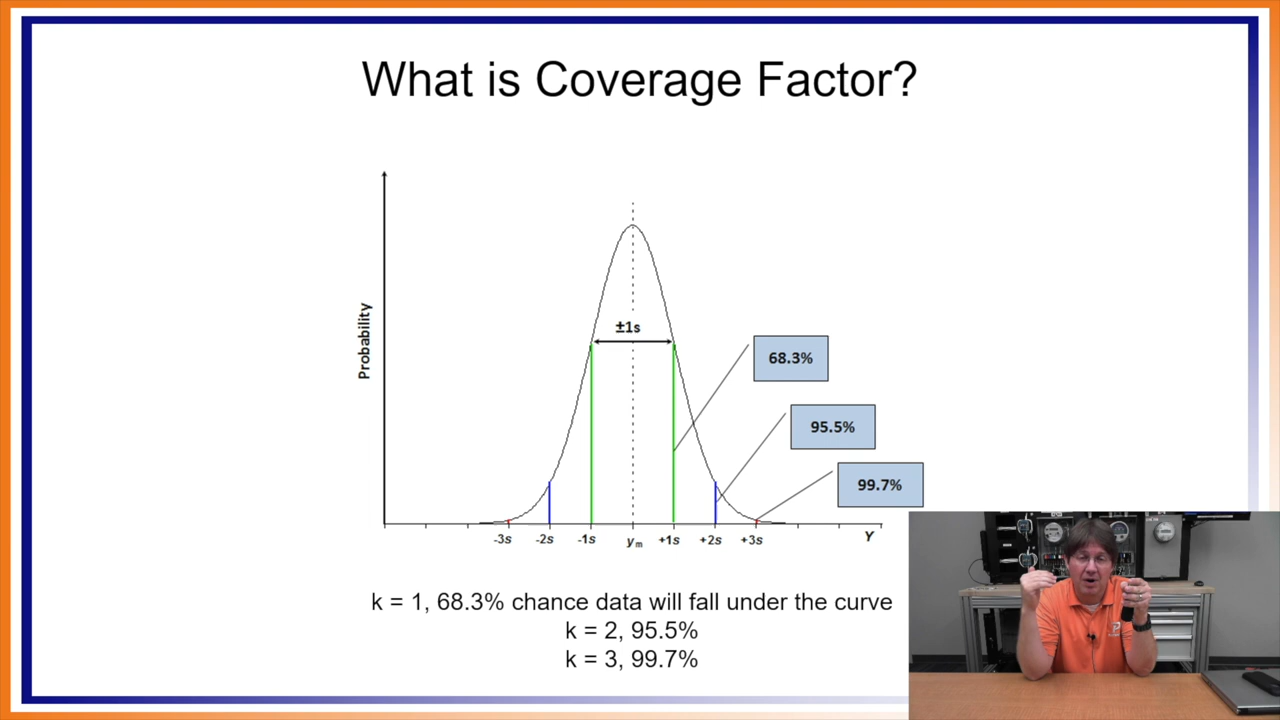 What is Coverage Factor?
Probability
±1s
68.3%
95.5%
99.7%
-3s -2s -1s ym +1s +2s +3s Y
k = 1, 68.3% chance data will fall under the curve
k = 2, 95.5%
k = 3, 99.7%